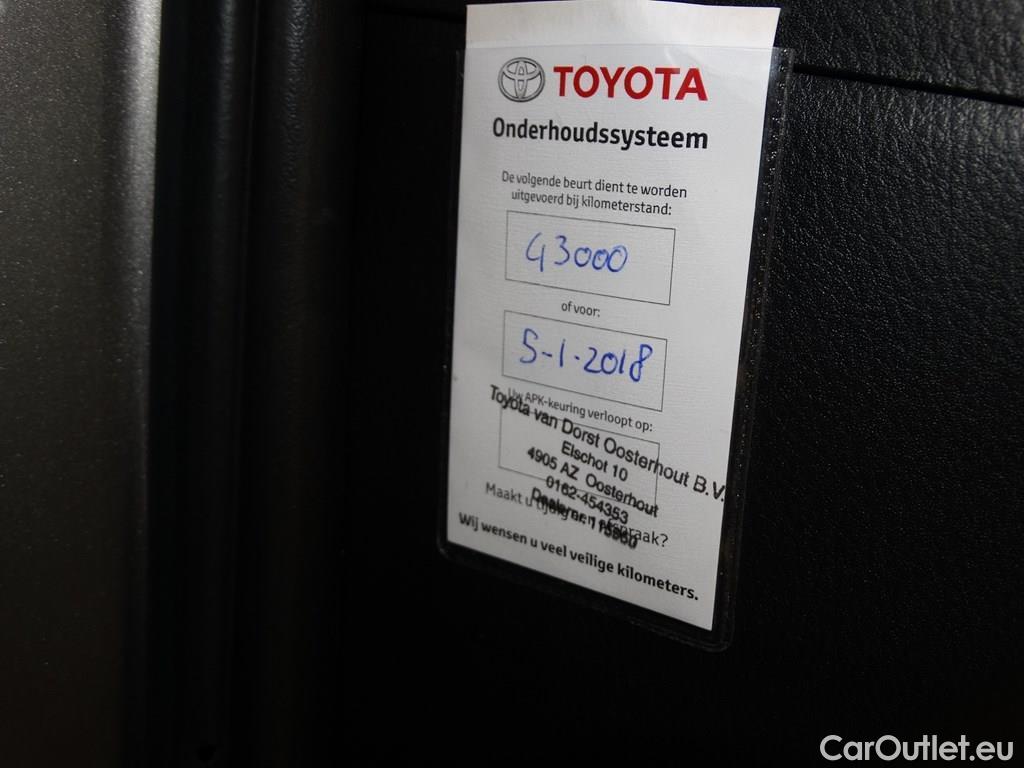 TOYOTA
Onderhoudssysteem
De volgende beurt dient te worden
uitgevoerd bij kilometerstand:
43000
of voor:
5-1-2018
Uw APK-keuring verloopt op:
Toyota van Dorst Oosterhout B.V.
Elschot 10
4905 AZ Oosterhout
0162-454353
Maakt u tijdig een afspraak?
Wij wensen u veel veilige kilometers.
CarOutlet.eu